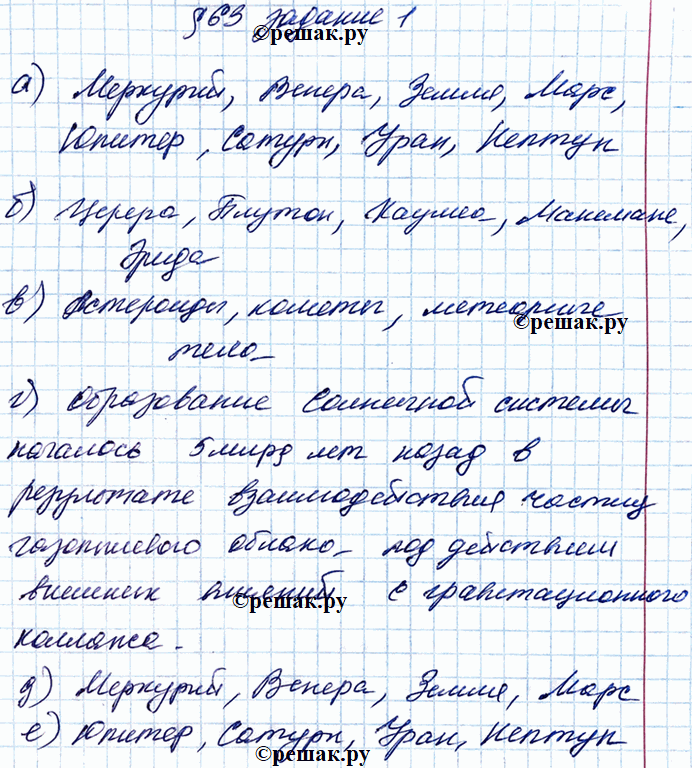 §63 задание 1
©решак.ру
а) Меркурий, Венера, Земля, Марс,
Юпитер, Сатурн, Уран, Нептун
б) Церера, Плутон, Хаумеа, Макемаке,
Эрида
в) Астероиды, кометы, метеорные
©решак.ру
тела
г) Образование Солнечной системы
началось 5 млрд лет назад в
результате взаимодействия частиц
газопылевого облака под действием
внешних влияний с гравитационного
©решак.ру
коллапса.
д) Меркурий, Венера, Земля, Марс
е) Юпитер, Сатурн, Уран, Нептун
©решак.ру